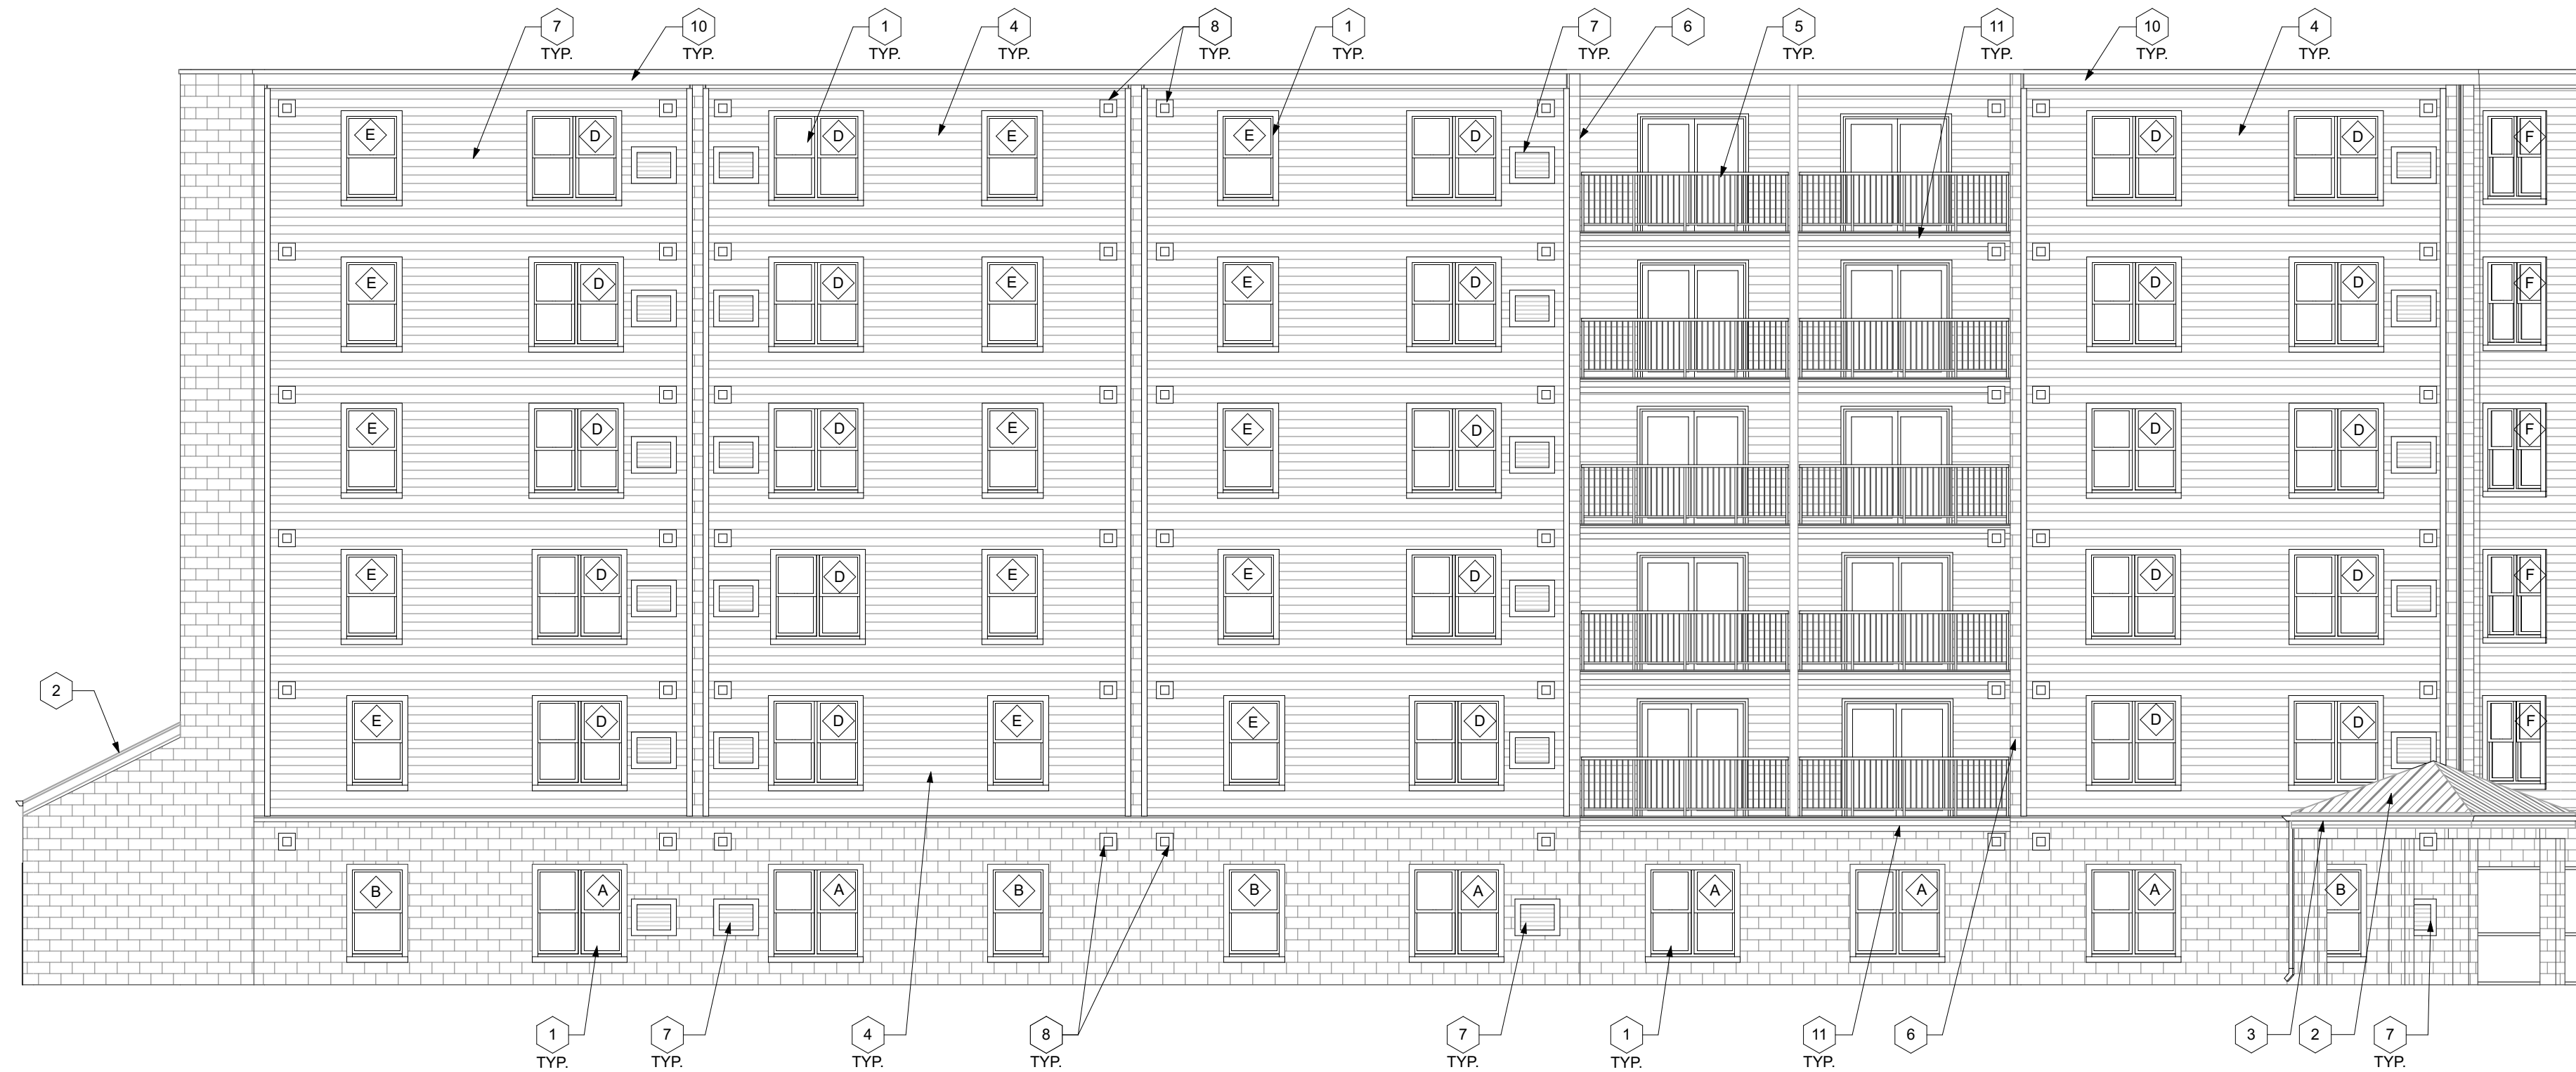 7 10 1 4 8 1 7 6 5 11 10 4
TYP. TYP. TYP. TYP. TYP. TYP. TYP. TYP. TYP. TYP. TYP.
E D D E E D D D F
E D D E E D D D F
E D D E E D D D F
E D D E E D D D F
2
E D D E E D D D F
B A A B B A A A A B
1 7 4 8 7 1 11 6 3 2 7
TYP. TYP. TYP. TYP. TYP. TYP. TYP. TYP.